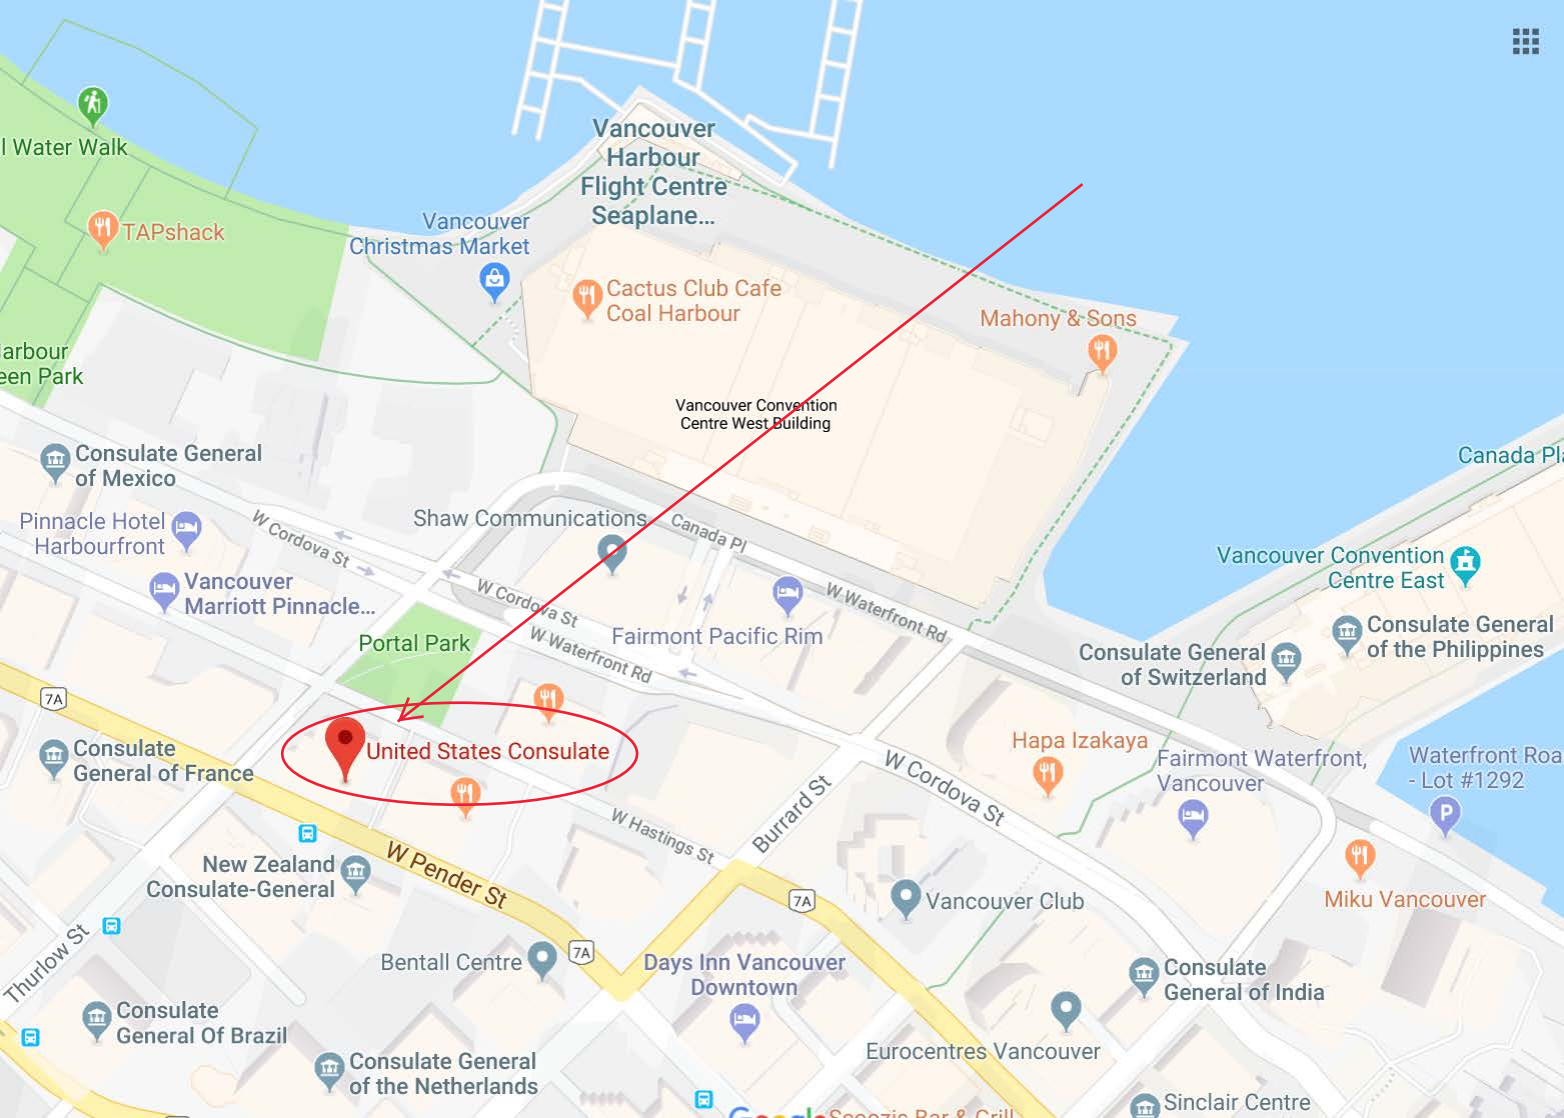 Vancouver
Harbour
Flight Centre
Seaplane...
l Water Walk
TAPshack
Vancouver
Christmas Market
Cactus Club Cafe
Coal Harbour
Mahony & Sons
arbour
een Park
Vancouver Convention
Centre West Building
Consulate General
of Mexico
Canada Pla
Pinnacle Hotel
Harbourfront
W Cordova St
Shaw Communications
Canada Pl
Vancouver Convention
Centre East
Vancouver
Marriott Pinnacle...
W Cordova St
W Waterfront Rd
Portal Park
W Waterfront Rd
Fairmont Pacific Rim
Consulate General
of the Philippines
Consulate General
of Switzerland
7A
Consulate
General of France
United States Consulate
Hapa Izakaya
Fairmont Waterfront,
Vancouver
Waterfront Roa
- Lot #1292
P
W Cordova St
Burrard St
W Hastings St
W Pender St
New Zealand
Consulate-General
Miku Vancouver
7A
Vancouver Club
Thurlow St
Bentall Centre
7A
Days Inn Vancouver
Downtown
Consulate
General of India
Consulate
General Of Brazil
Eurocentres Vancouver
Consulate General
of the Netherlands
Google
Scoozis Bar & Grill
Sinclair Centre